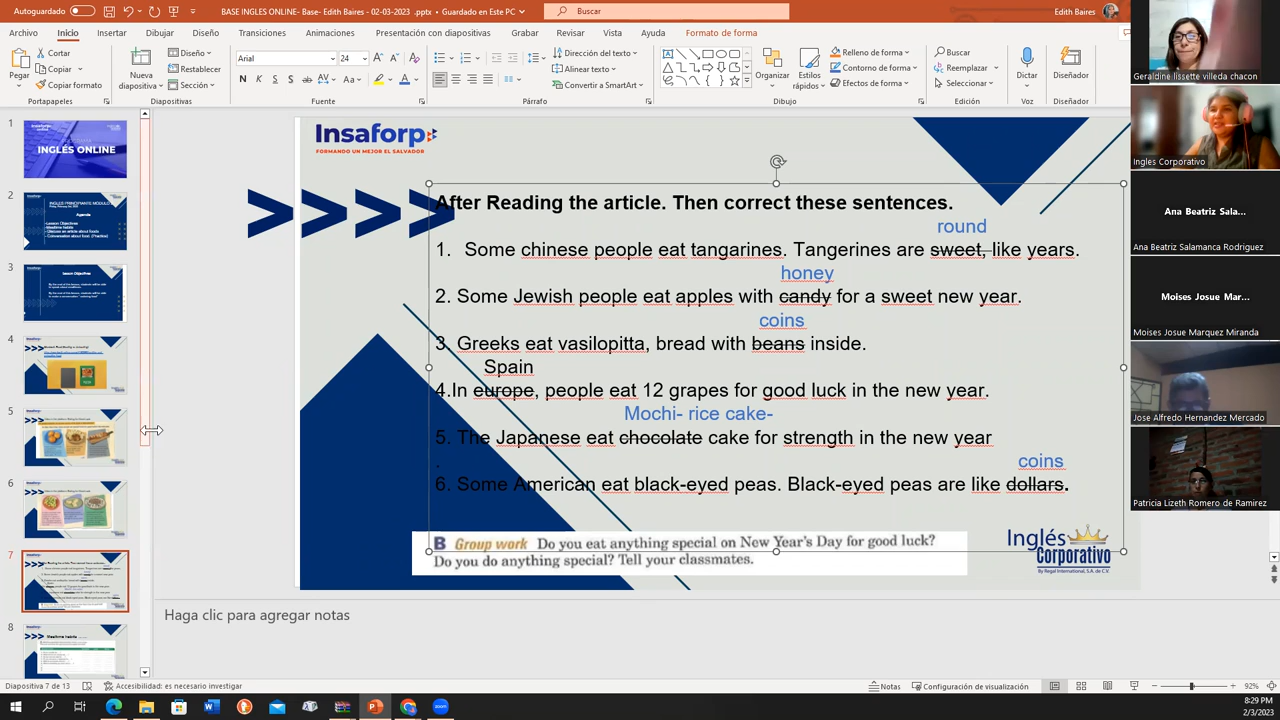 Autoguardado
BASE INGLES ONLINE- Base- Edith Baires - 02-03-2023 .pptx • Guardado en Este PC
Buscar
Edith Baires
Archivo Inicio Insertar Dibujar Diseño Transiciones Animaciones Presentación con diapositivas Grabar Revisar Vista Ayuda Formato de forma
Pegar
Cortar
Copiar
Copiar formato
Portapapeles
Nueva diapositiva
Diseño
Restablecer
Sección
Diapositivas
Arial 24
Fuente
Dirección del texto
Alinear texto
Convertir a SmartArt
Párrafo
Organizar
Estilos rápidos
Relleno de forma
Contorno de forma
Efectos de forma
Dibujo
Buscar
Reemplazar
Seleccionar
Edición
Dictar
Voz
Diseñador
Diseñador
1
INGLÉS ONLINE
2
Agenda
3
4
5
6
7
8
Insaforp
FORMANDO UN MEJOR EL SALVADOR
After Reading the article. Then correct these sentences.
round
1. Some chinese people eat tangarines. Tangerines are sweet, like years.
honey
2. Some Jewish people eat apples with candy for a sweet new year.
coins
3. Greeks eat vasilopitta, bread with beans inside.
Spain
4.In europe, people eat 12 grapes for good luck in the new year.
Mochi- rice cake-
5. The Japanese eat chocolate cake for strength in the new year
.
coins
6. Some American eat black-eyed peas. Black-eyed peas are like dollars.
B Group work Do you eat anything special on New Year's Day for good luck?
Do you do anything special? Tell your classmates.
Inglés
Corporativo
By Regal International, S.A. de C.V.
Haga clic para agregar notas
Geraldine lissette villeda chacon
Ingles Corporativo
Ana Beatriz Sala...
Ana Beatriz Salamanca Rodriguez
Moises Josue Mar...
Moises Josue Marquez Miranda
Jose Alfredo Hernandez Mercado
Patricia Lizeth Romero de Ramirez
Diapositiva 7 de 13
Accesibilidad: es necesario investigar
Notas
Configuración de visualización
92%
8:29 PM
2/3/2023